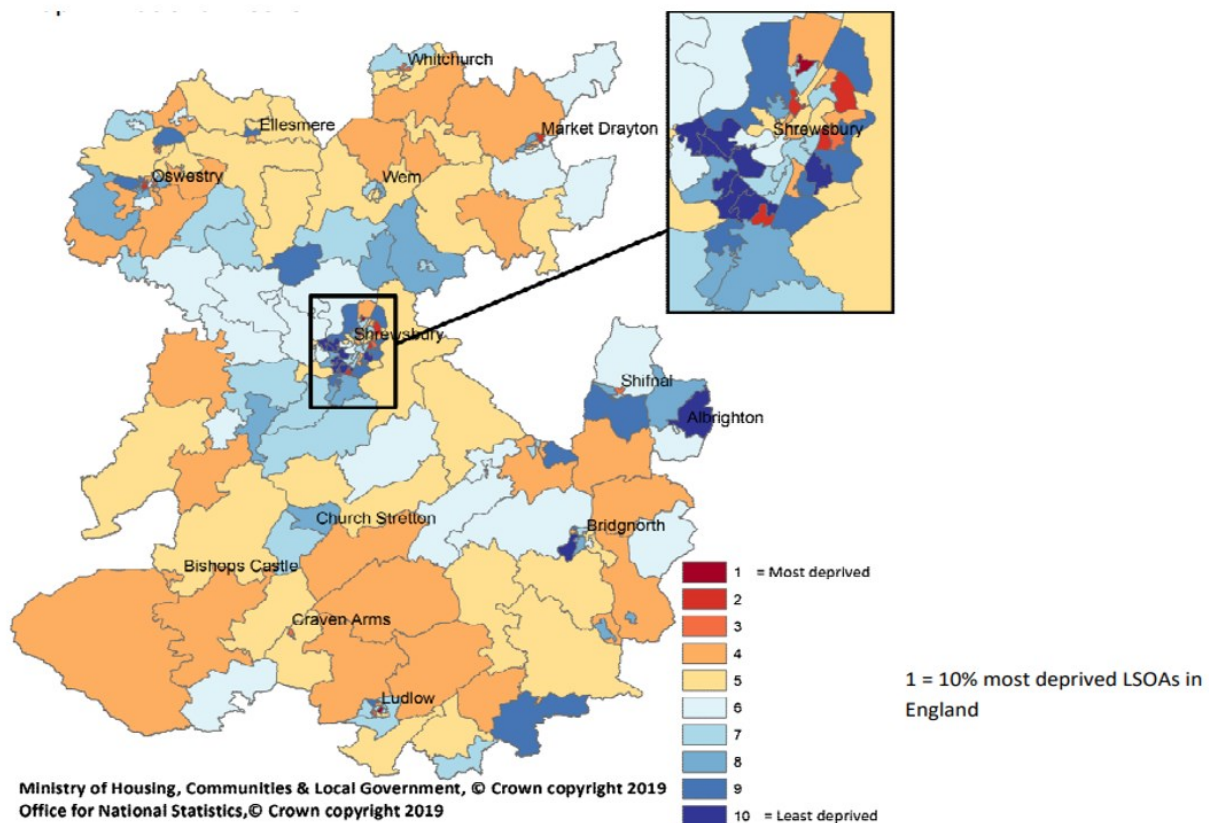 Whitchurch
Ellesmere
Market Drayton
Shrewsbury
Oswestry
Wem
Shrewsbury
Shifnal
Albrighton
Church Stretton
Bridgnorth
Bishops Castle
1 = Most deprived
2
Craven Arms
3
4
5
1 = 10% most deprived LSOAs in
England
6
Ludlow
7
8
Ministry of Housing, Communities & Local Government, © Crown copyright 2019
9
Office for National Statistics,© Crown copyright 2019
10 = Least deprived